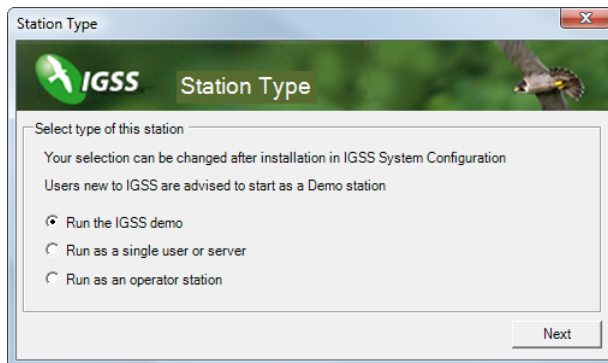 Station Type
IGSS
Station Type
Select type of this station
Your selection can be changed after installation in IGSS System Configuration
Users new to IGSS are advised to start as a Demo station
Run the IGSS demo
Run as a single user or server
Run as an operator station
Next